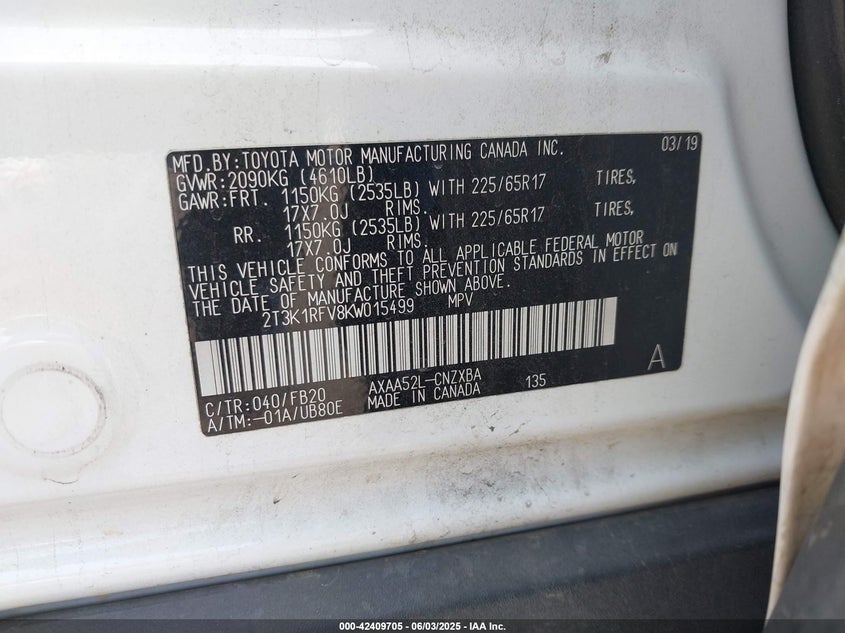 MFD.BY:TOYOTA MOTOR MANUFACTURING CANADA INC. 03/19
GVWR:2090KG (4610LB)
GAWR:FRT. 1150KG (2535LB) WITH 225/65R17 TIRES,
17X7.0J RIMS.
RR. 1150KG (2535LB) WITH 225/65R17 TIRES,
17X7.0J RIMS.
THIS VEHICLE CONFORMS TO ALL APPLICABLE FEDERAL MOTOR
VEHICLE SAFETY AND THEFT PREVENTION STANDARDS IN EFFECT ON
THE DATE OF MANUFACTURE SHOWN ABOVE.
2T3K1RFV8KW015499 MPV
A
C/TR:040/FB20 AXAA52L-CNZXBA 135
A/TM:-01A/UB80E MADE IN CANADA
000-42409705 - 06/03/2025 - IAA Inc.